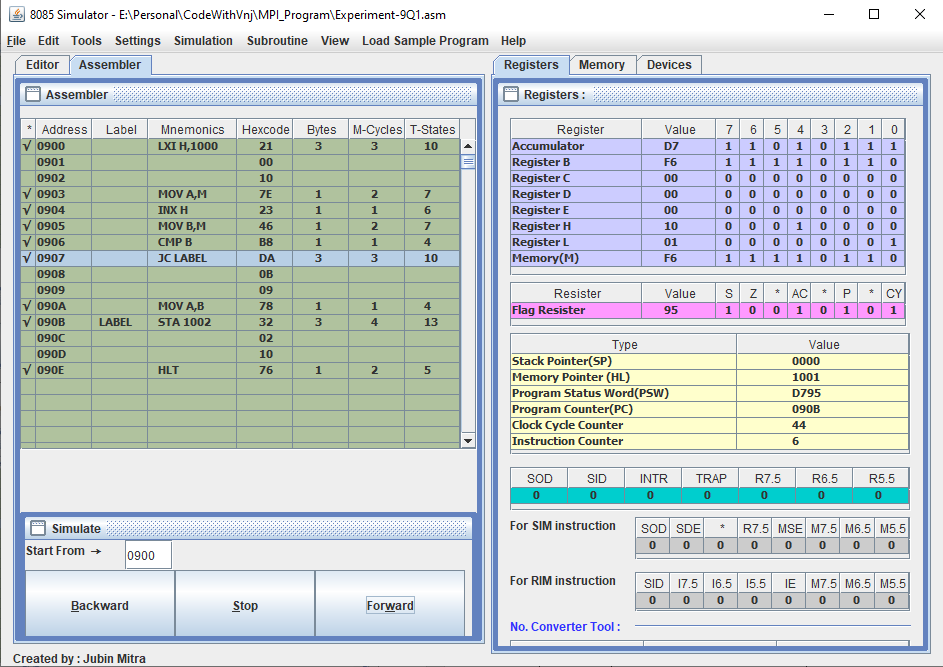 8085 Simulator - E:\Personal\CodeWithVnj\MPI_Program\Experiment-9Q1.asm
File Edit Tools Settings Simulation Subroutine View Load Sample Program Help
Editor Assembler
Assembler
* Address Label Mnemonics Hexcode Bytes M-Cycles T-States
√ 0900 LXI H,1000 21 3 3 10
0901 00
0902 10
√ 0903 MOV A,M 7E 1 2 7
√ 0904 INX H 23 1 1 6
√ 0905 MOV B,M 46 1 2 7
√ 0906 CMP B B8 1 1 4
√ 0907 JC LABEL DA 3 3 10
0908 0B
0909 09
√ 090A MOV A,B 78 1 1 4
√ 090B LABEL STA 1002 32 3 4 13
090C 02
090D 10
√ 090E HLT 76 1 2 5
Simulate
Start From → 0900
Backward Stop Forward
Created by : Jubin Mitra
Registers Memory Devices
Registers :
Register Value 7 6 5 4 3 2 1 0
Accumulator D7 1 1 0 1 0 1 1 1
Register B F6 1 1 1 1 0 1 1 0
Register C 00 0 0 0 0 0 0 0 0
Register D 00 0 0 0 0 0 0 0 0
Register E 00 0 0 0 0 0 0 0 0
Register H 10 0 0 0 1 0 0 0 0
Register L 01 0 0 0 0 0 0 0 1
Memory(M) F6 1 1 1 1 0 1 1 0
Resister Value S Z * AC * P * CY
Flag Resister 95 1 0 0 1 0 1 0 1
Type Value
Stack Pointer(SP) 0000
Memory Pointer (HL) 1001
Program Status Word(PSW) D795
Program Counter(PC) 090B
Clock Cycle Counter 44
Instruction Counter 6
SOD SID INTR TRAP R7.5 R6.5 R5.5
0 0 0 0 0 0 0
For SIM instruction SOD SDE * R7.5 MSE M7.5 M6.5 M5.5
0 0 0 0 0 0 0 0
For RIM instruction SID I7.5 I6.5 I5.5 IE M7.5 M6.5 M5.5
0 0 0 0 0 0 0 0
No. Converter Tool :